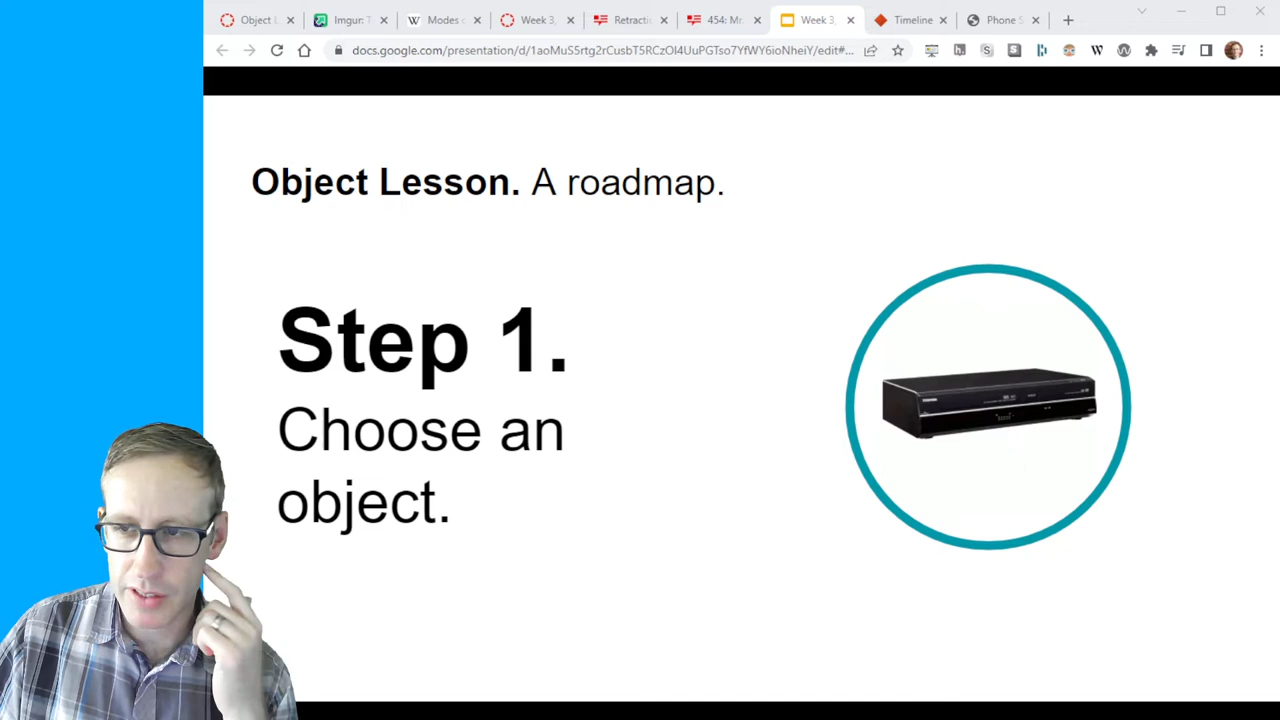 Object L
Imgur: T
Modes o
Week 3,
Retractio
454: Mr.
Week 3,
Timeline
Phone S
docs.google.com/presentation/d/1aoMuS5rtg2rCusbT5RCzOl4UuPGTso7YfWY6ioNheiY/edit#...
Object Lesson. A roadmap.
Step 1.
Choose an
object.